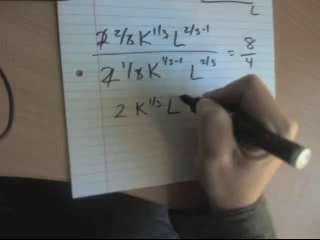 L
2 2/3 K^{1/3} L^{2/3-1}
2 1/3 K^{1/3-1} L^{2/3}
= 8/4
2 K^{1/3} L